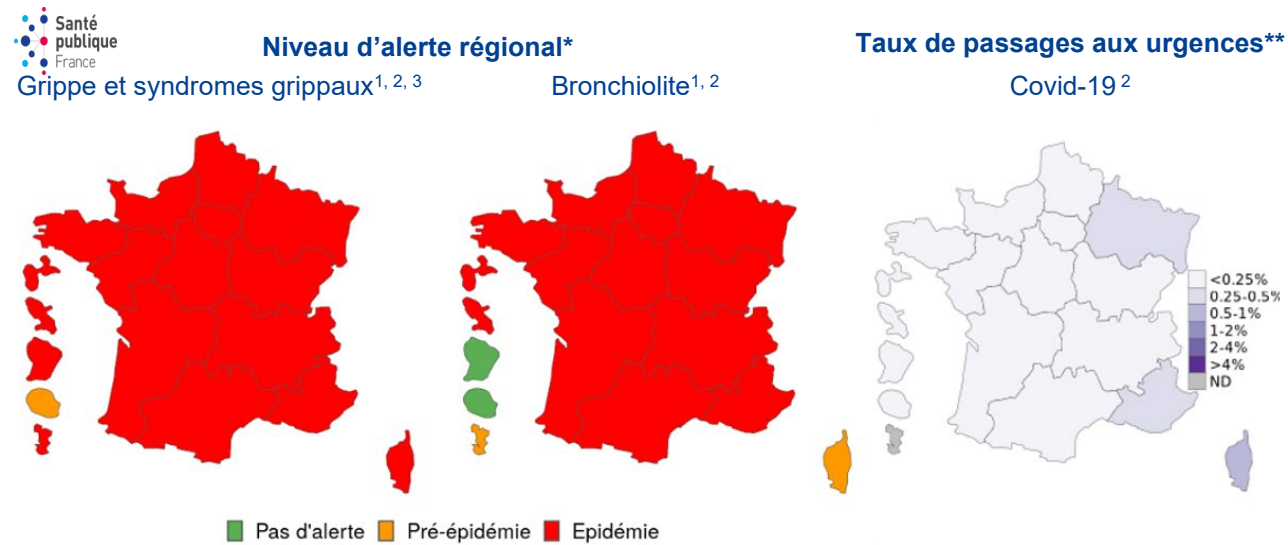 Santé
publique
France
Niveau d’alerte régional*
Taux de passages aux urgences**
Grippe et syndromes grippaux1, 2, 3
Bronchiolite1, 2
Covid-19 2
<0.25%
0.25-0.5%
0.5-1%
1-2%
2-4%
>4%
ND
Pas d'alerte
Pré-épidémie
Epidémie